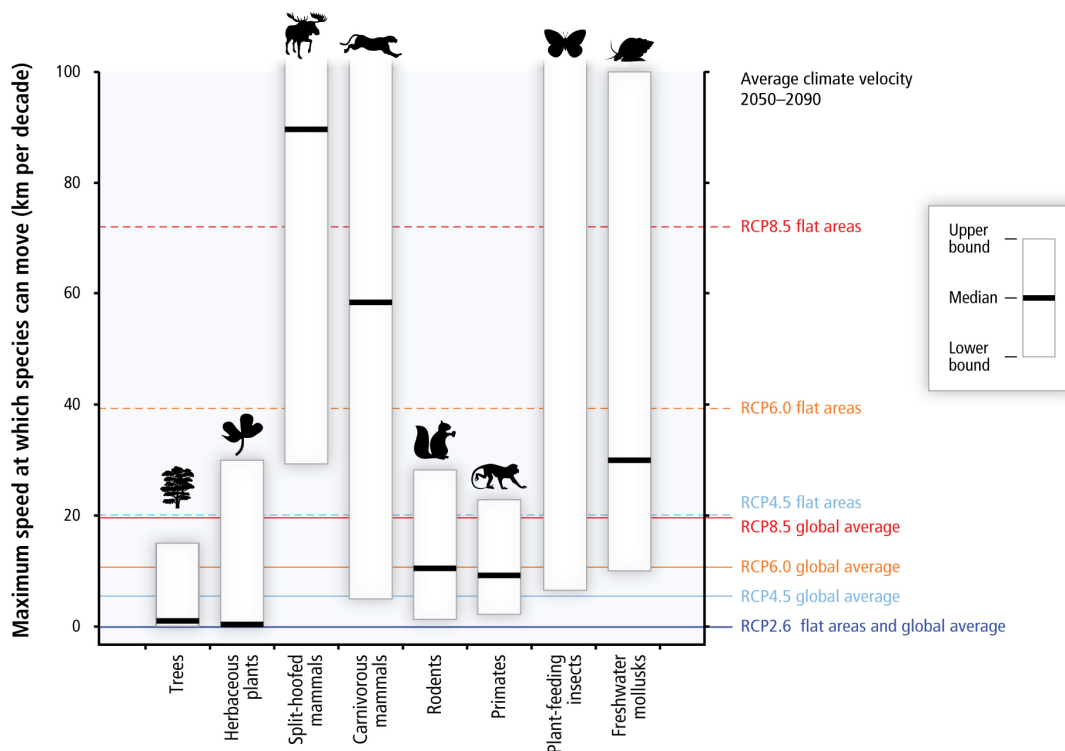 Maximum speed at which species can move (km per decade)
100
80
60
40
20
0
Average climate velocity
2050–2090
RCP8.5 flat areas
RCP6.0 flat areas
RCP4.5 flat areas
RCP8.5 global average
RCP6.0 global average
RCP4.5 global average
RCP2.6 flat areas and global average
Upper
bound
Median
Lower
bound
Trees
Herbaceous
plants
Split-hoofed
mammals
Carnivorous
mammals
Rodents
Primates
Plant-feeding
insects
Freshwater
mollusks